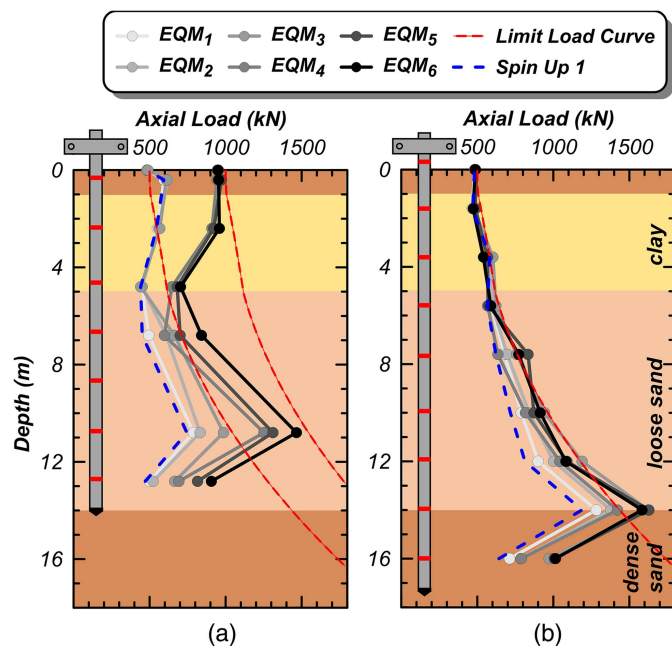 EQM1 EQM3 EQM5 Limit Load Curve
EQM2 EQM4 EQM6 Spin Up 1
Axial Load (kN) Axial Load (kN)
500 1000 1500 500 1000 1500
0 0
4 4
8 8
12 12
16 16
Depth (m)
clay
loose sand
dense
sand
(a) (b)